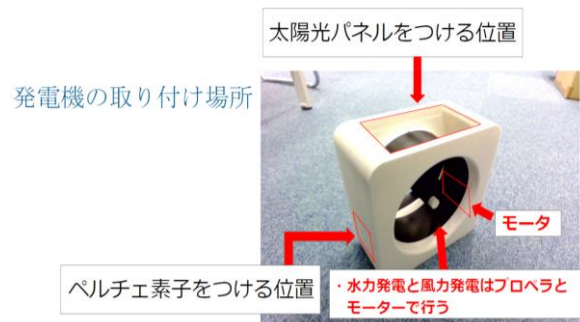 太陽光パネルをつける位置
発電機の取り付け場所
モータ
ペルチェ素子をつける位置
・水力発電と風力発電はプロペラと
モーターで行う